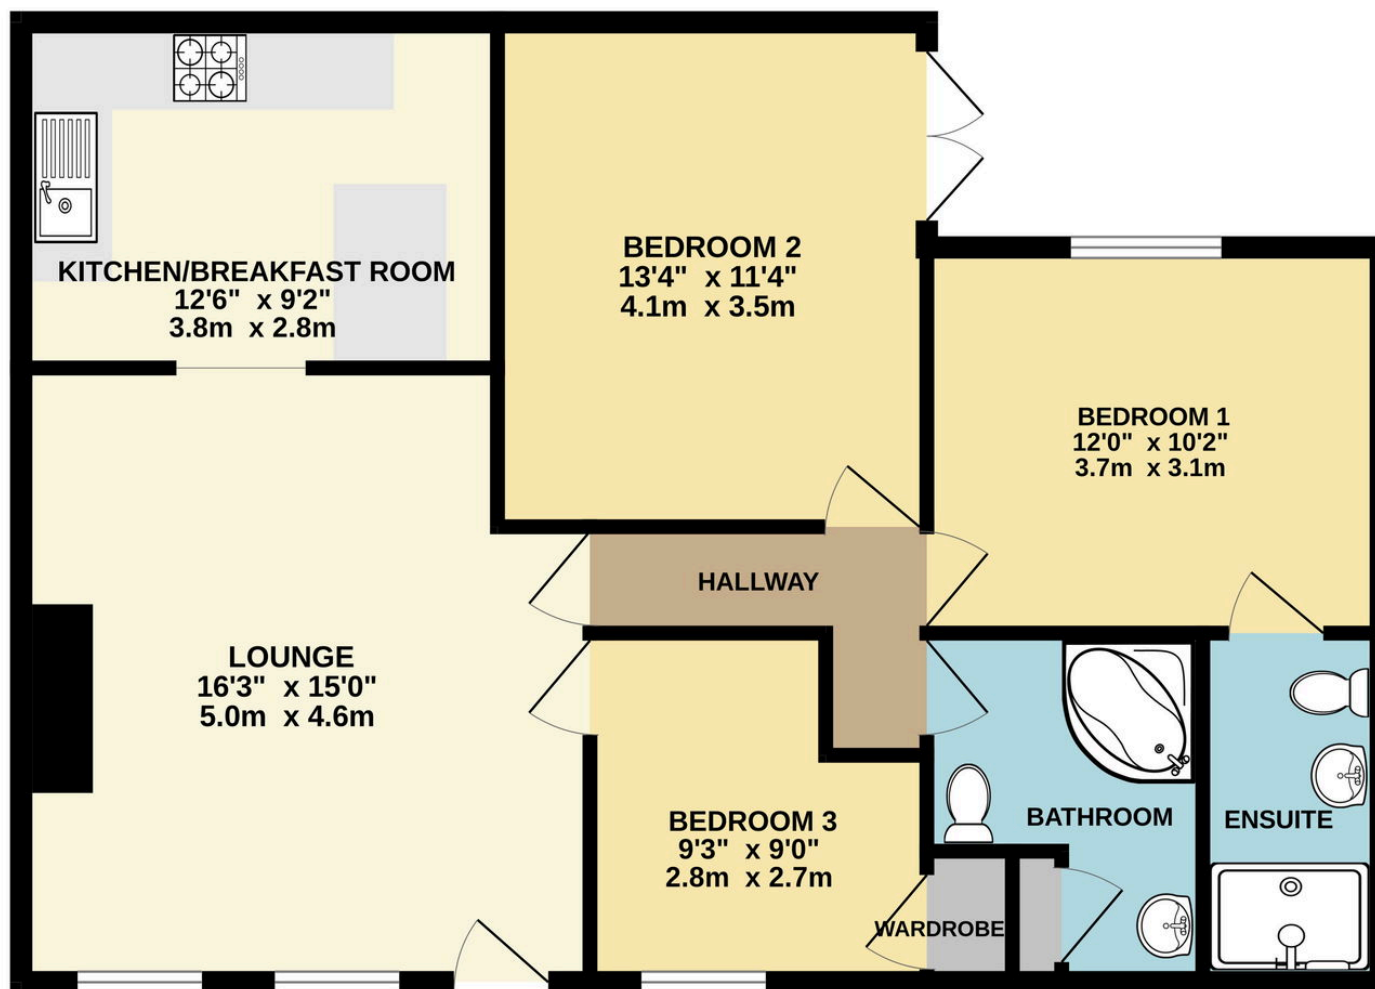 KITCHEN/BREAKFAST ROOM
12'6" x 9'2"
3.8m x 2.8m
BEDROOM 2
13'4" x 11'4"
4.1m x 3.5m
BEDROOM 1
12'0" x 10'2"
3.7m x 3.1m
HALLWAY
LOUNGE
16'3" x 15'0"
5.0m x 4.6m
BEDROOM 3
9'3" x 9'0"
2.8m x 2.7m
BATHROOM
ENSUITE
WARDROBE